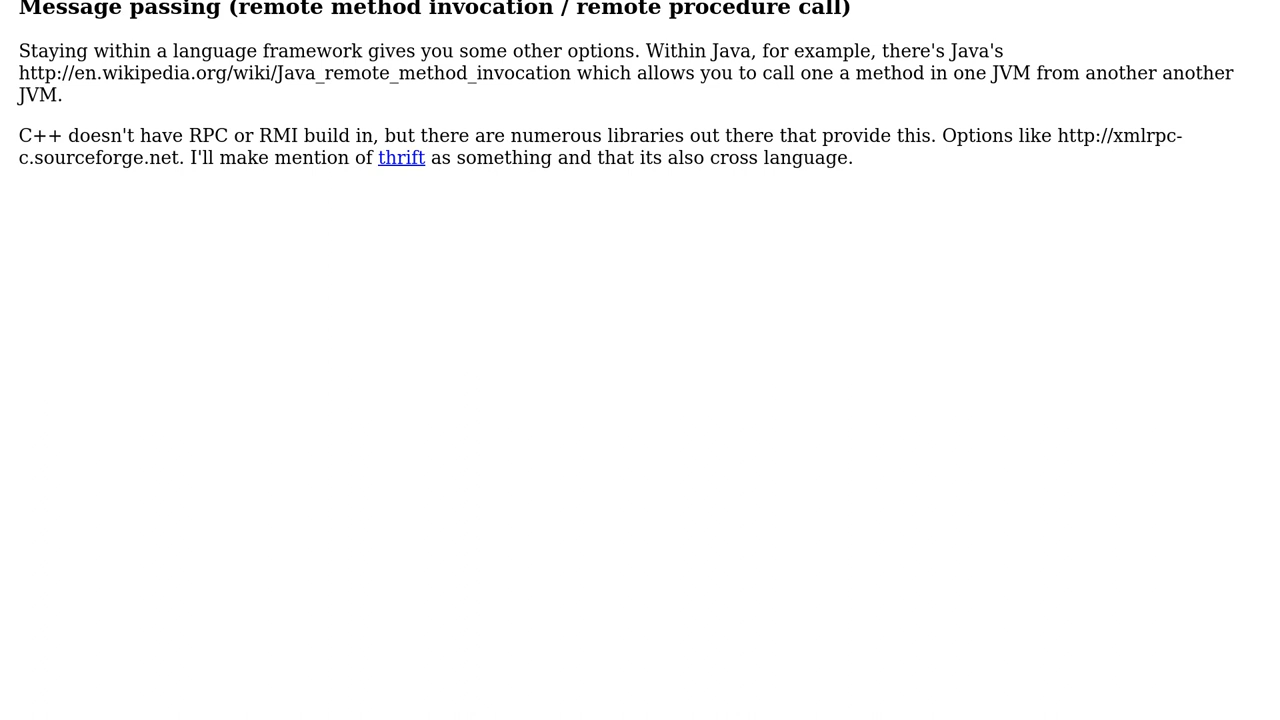 Message passing (remote method invocation / remote procedure call)
Staying within a language framework gives you some other options. Within Java, for example, there's Java's
http://en.wikipedia.org/wiki/Java_remote_method_invocation which allows you to call one a method in one JVM from another another
JVM.
C++ doesn't have RPC or RMI build in, but there are numerous libraries out there that provide this. Options like http://xmlrpc-
c.sourceforge.net. I'll make mention of thrift as something and that its also cross language.